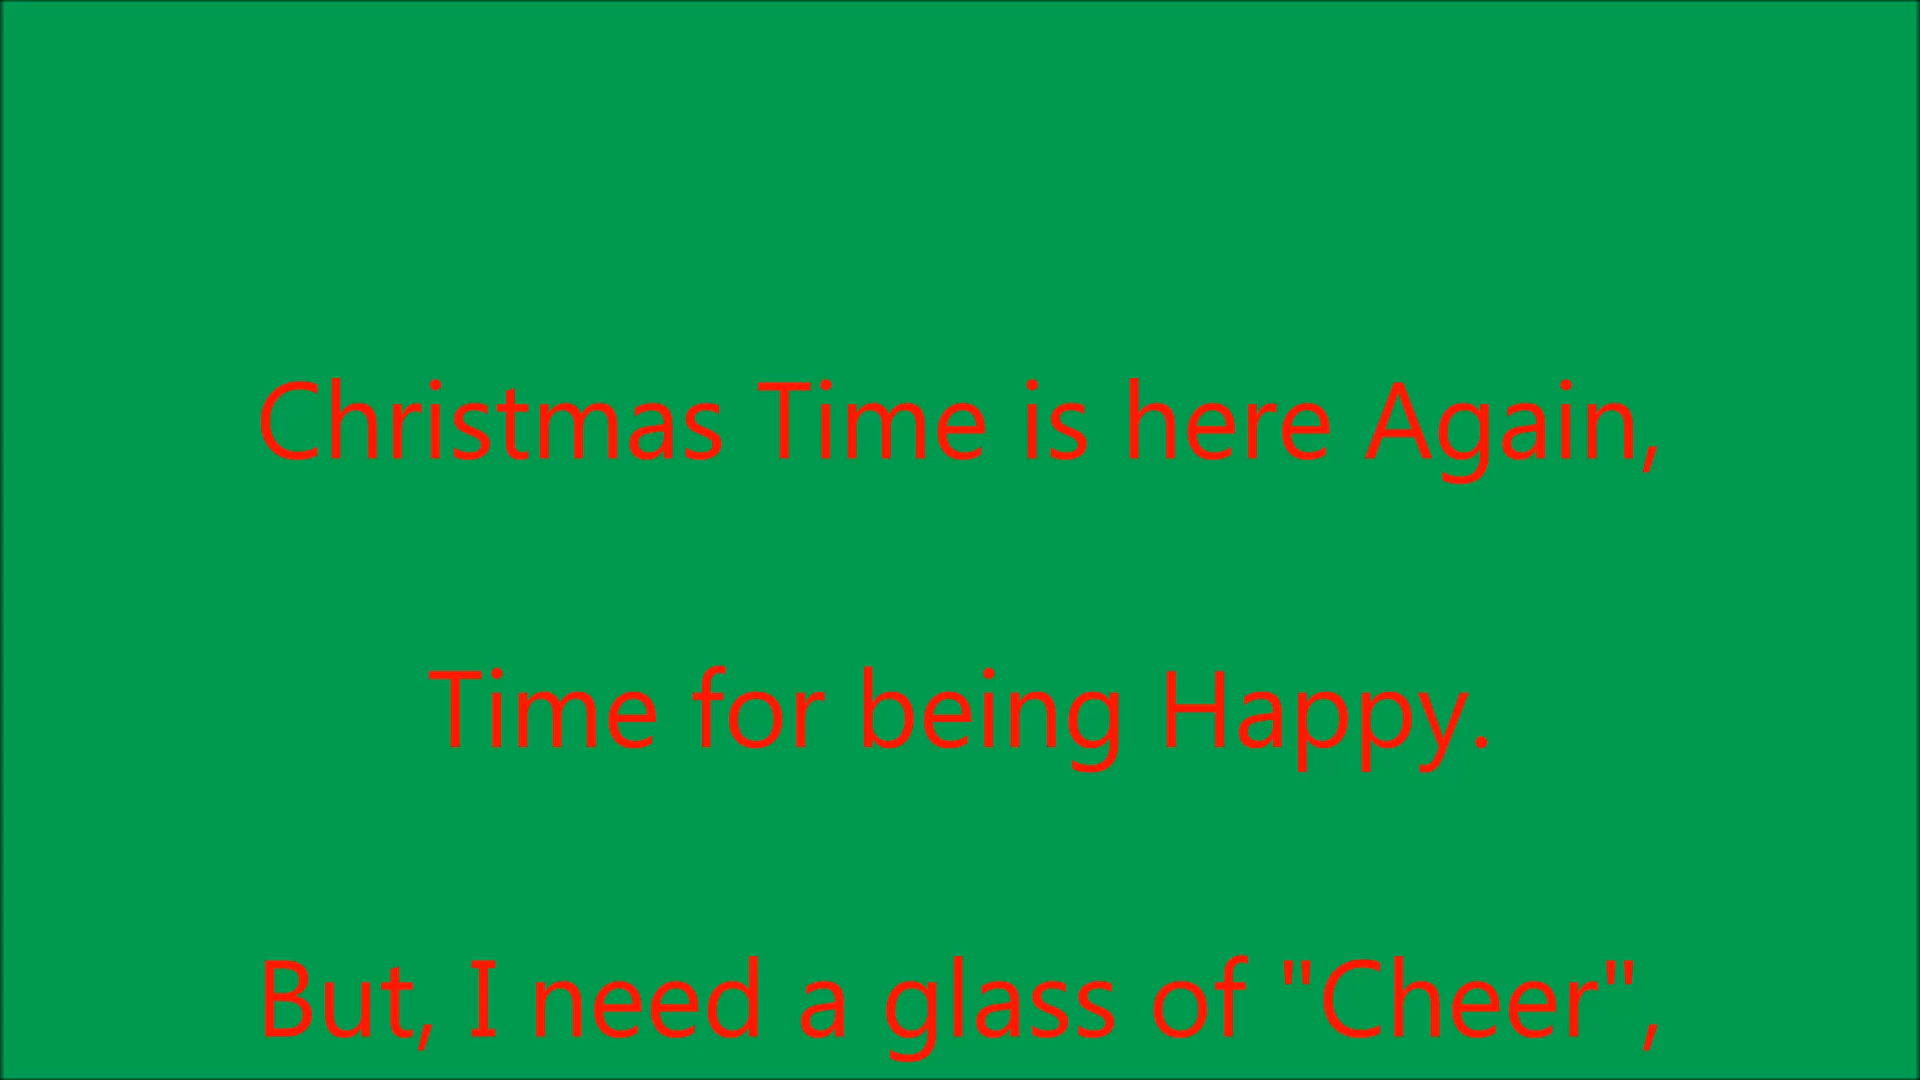 Christmas Time is here Again,
Time for being Happy.
But, I need a glass of "Cheer",